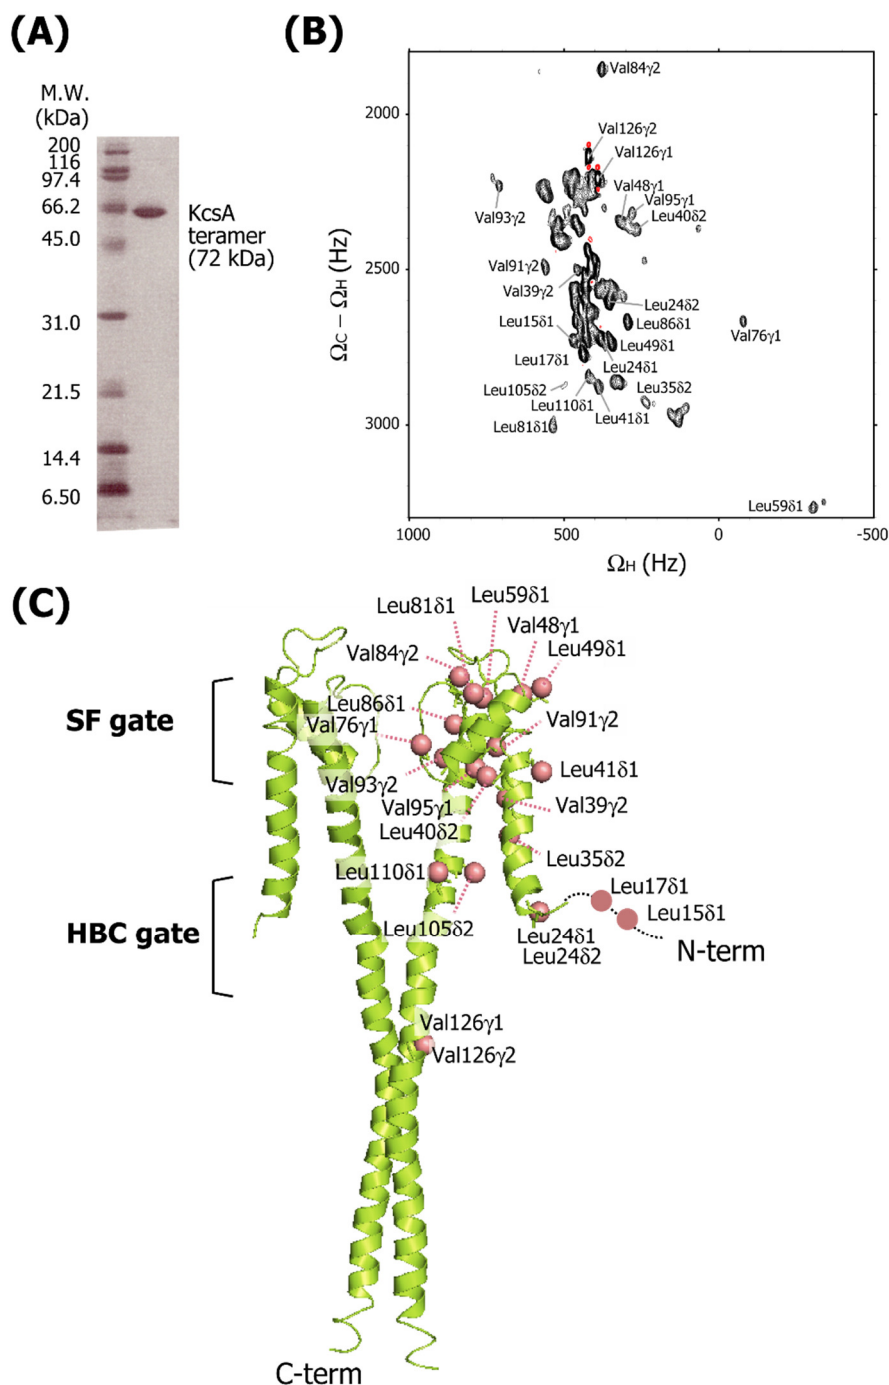 (A)
M.W.
(kDa)
200
116
97.4
66.2
45.0
31.0
21.5
14.4
6.50
KcsA
teramer
(72 kDa)
(B)
Val84γ2
Val126γ2
Val126γ1
Val48γ1
Val95γ1
Leu40δ2
Val93γ2
Val91γ2
Val39γ2
Leu24δ2
Leu15δ1
Leu86δ1
Val76γ1
Leu17δ1
Leu49δ1
Leu24δ1
Leu105δ2
Leu35δ2
Leu110δ1
Leu41δ1
Leu81δ1
Leu59δ1
2000
2500
3000
ΩC − ΩH (Hz)
1000
500
0
-500
ΩH (Hz)
(C)
Leu59δ1
Leu81δ1
Val48γ1
Leu49δ1
Val84γ2
SF gate
Leu86δ1
Val76γ1
Val91γ2
Leu41δ1
Val93γ2
Val95γ1
Val39γ2
Leu40δ2
Leu35δ2
Leu110δ1
Leu17δ1
HBC gate
Leu105δ2
Leu15δ1
Leu24δ1
Leu24δ2
N-term
Val126γ1
Val126γ2
C-term